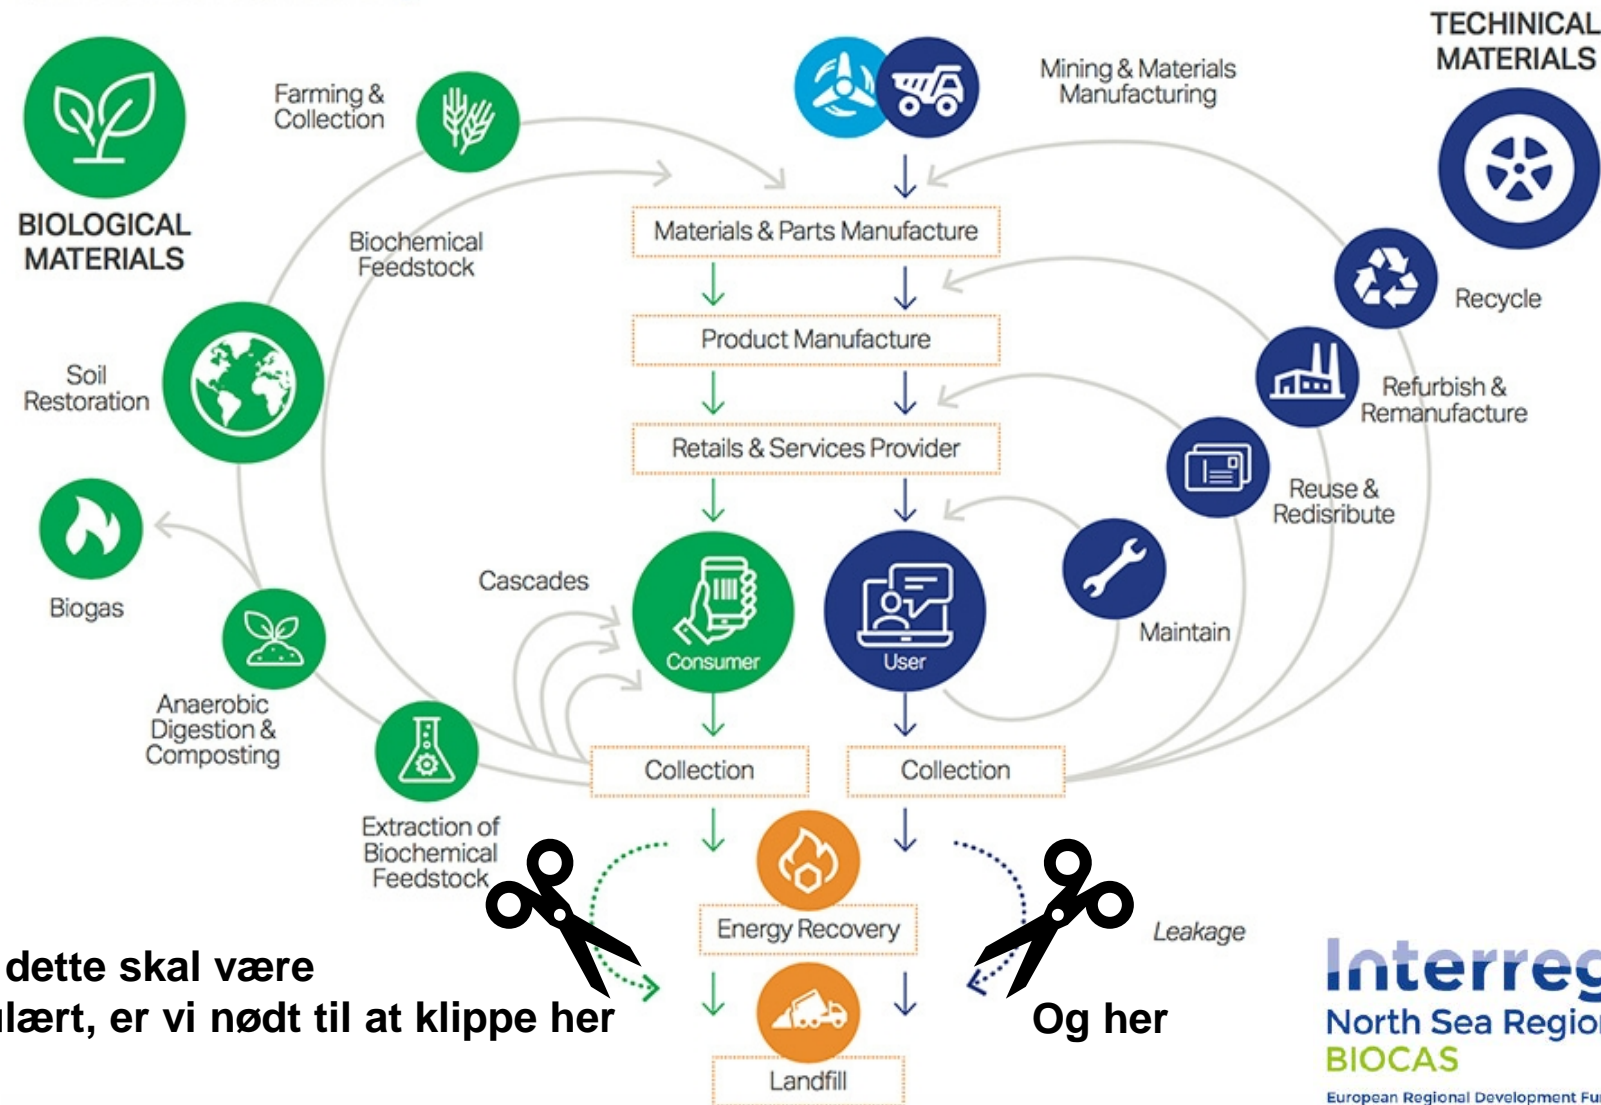 TECHINICAL
MATERIALS
Mining & Materials
Manufacturing
Farming &
Collection
BIOLOGICAL
MATERIALS
Materials & Parts Manufacture
Biochemical
Feedstock
Recycle
Product Manufacture
Soil
Restoration
Refurbish &
Remanufacture
Retails & Services Provider
Reuse &
Redisribute
Cascades
Biogas
Maintain
Consumer
User
Anaerobic
Digestion &
Composting
Collection
Collection
Extraction of
Biochemical
Feedstock
Energy Recovery
Leakage
dette skal være
ulært, er vi nødt til at klippe her
Og her
Landfill
Interreg
North Sea Region
BIOCAS
European Regional Development Fu